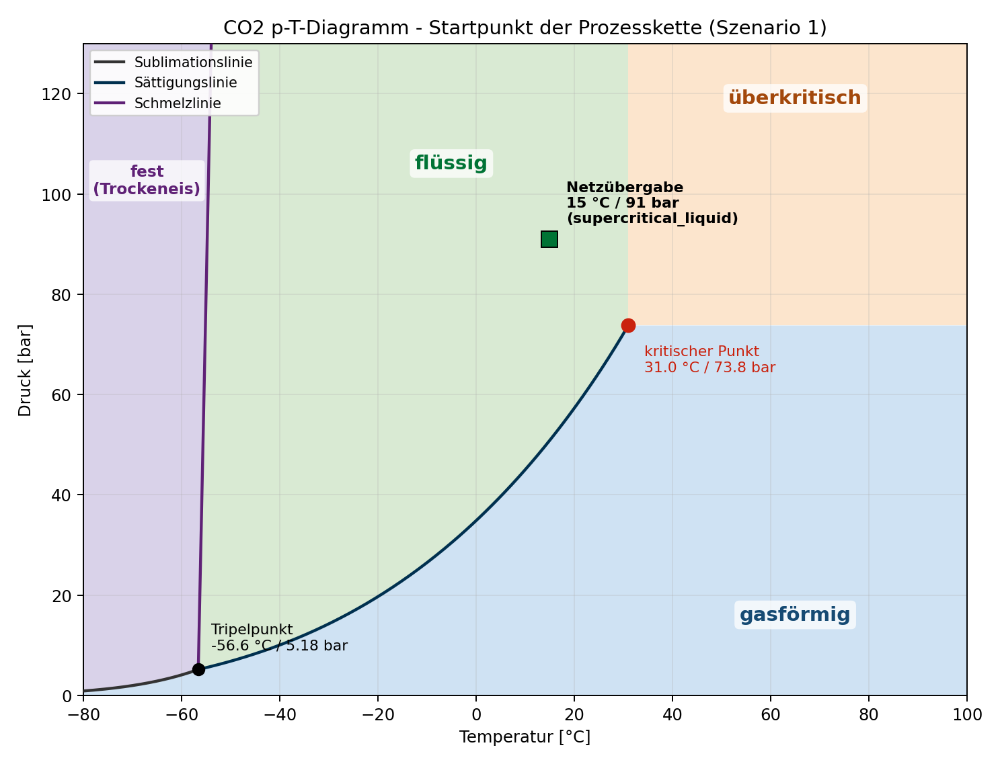 CO2 p-T-Diagramm - Startpunkt der Prozesskette (Szenario 1)
Sublimationslinie
Sättigungslinie
Schmelzlinie
überkritisch
flüssig
fest
(Trockeneis)
Netzübergabe
15 °C / 91 bar
(supercritical_liquid)
kritischer Punkt
31.0 °C / 73.8 bar
gasförmig
Tripelpunkt
-56.6 °C / 5.18 bar
Druck [bar]
120
100
80
60
40
20
0
−80
−60
−40
−20
0
20
40
60
80
100
Temperatur [°C]